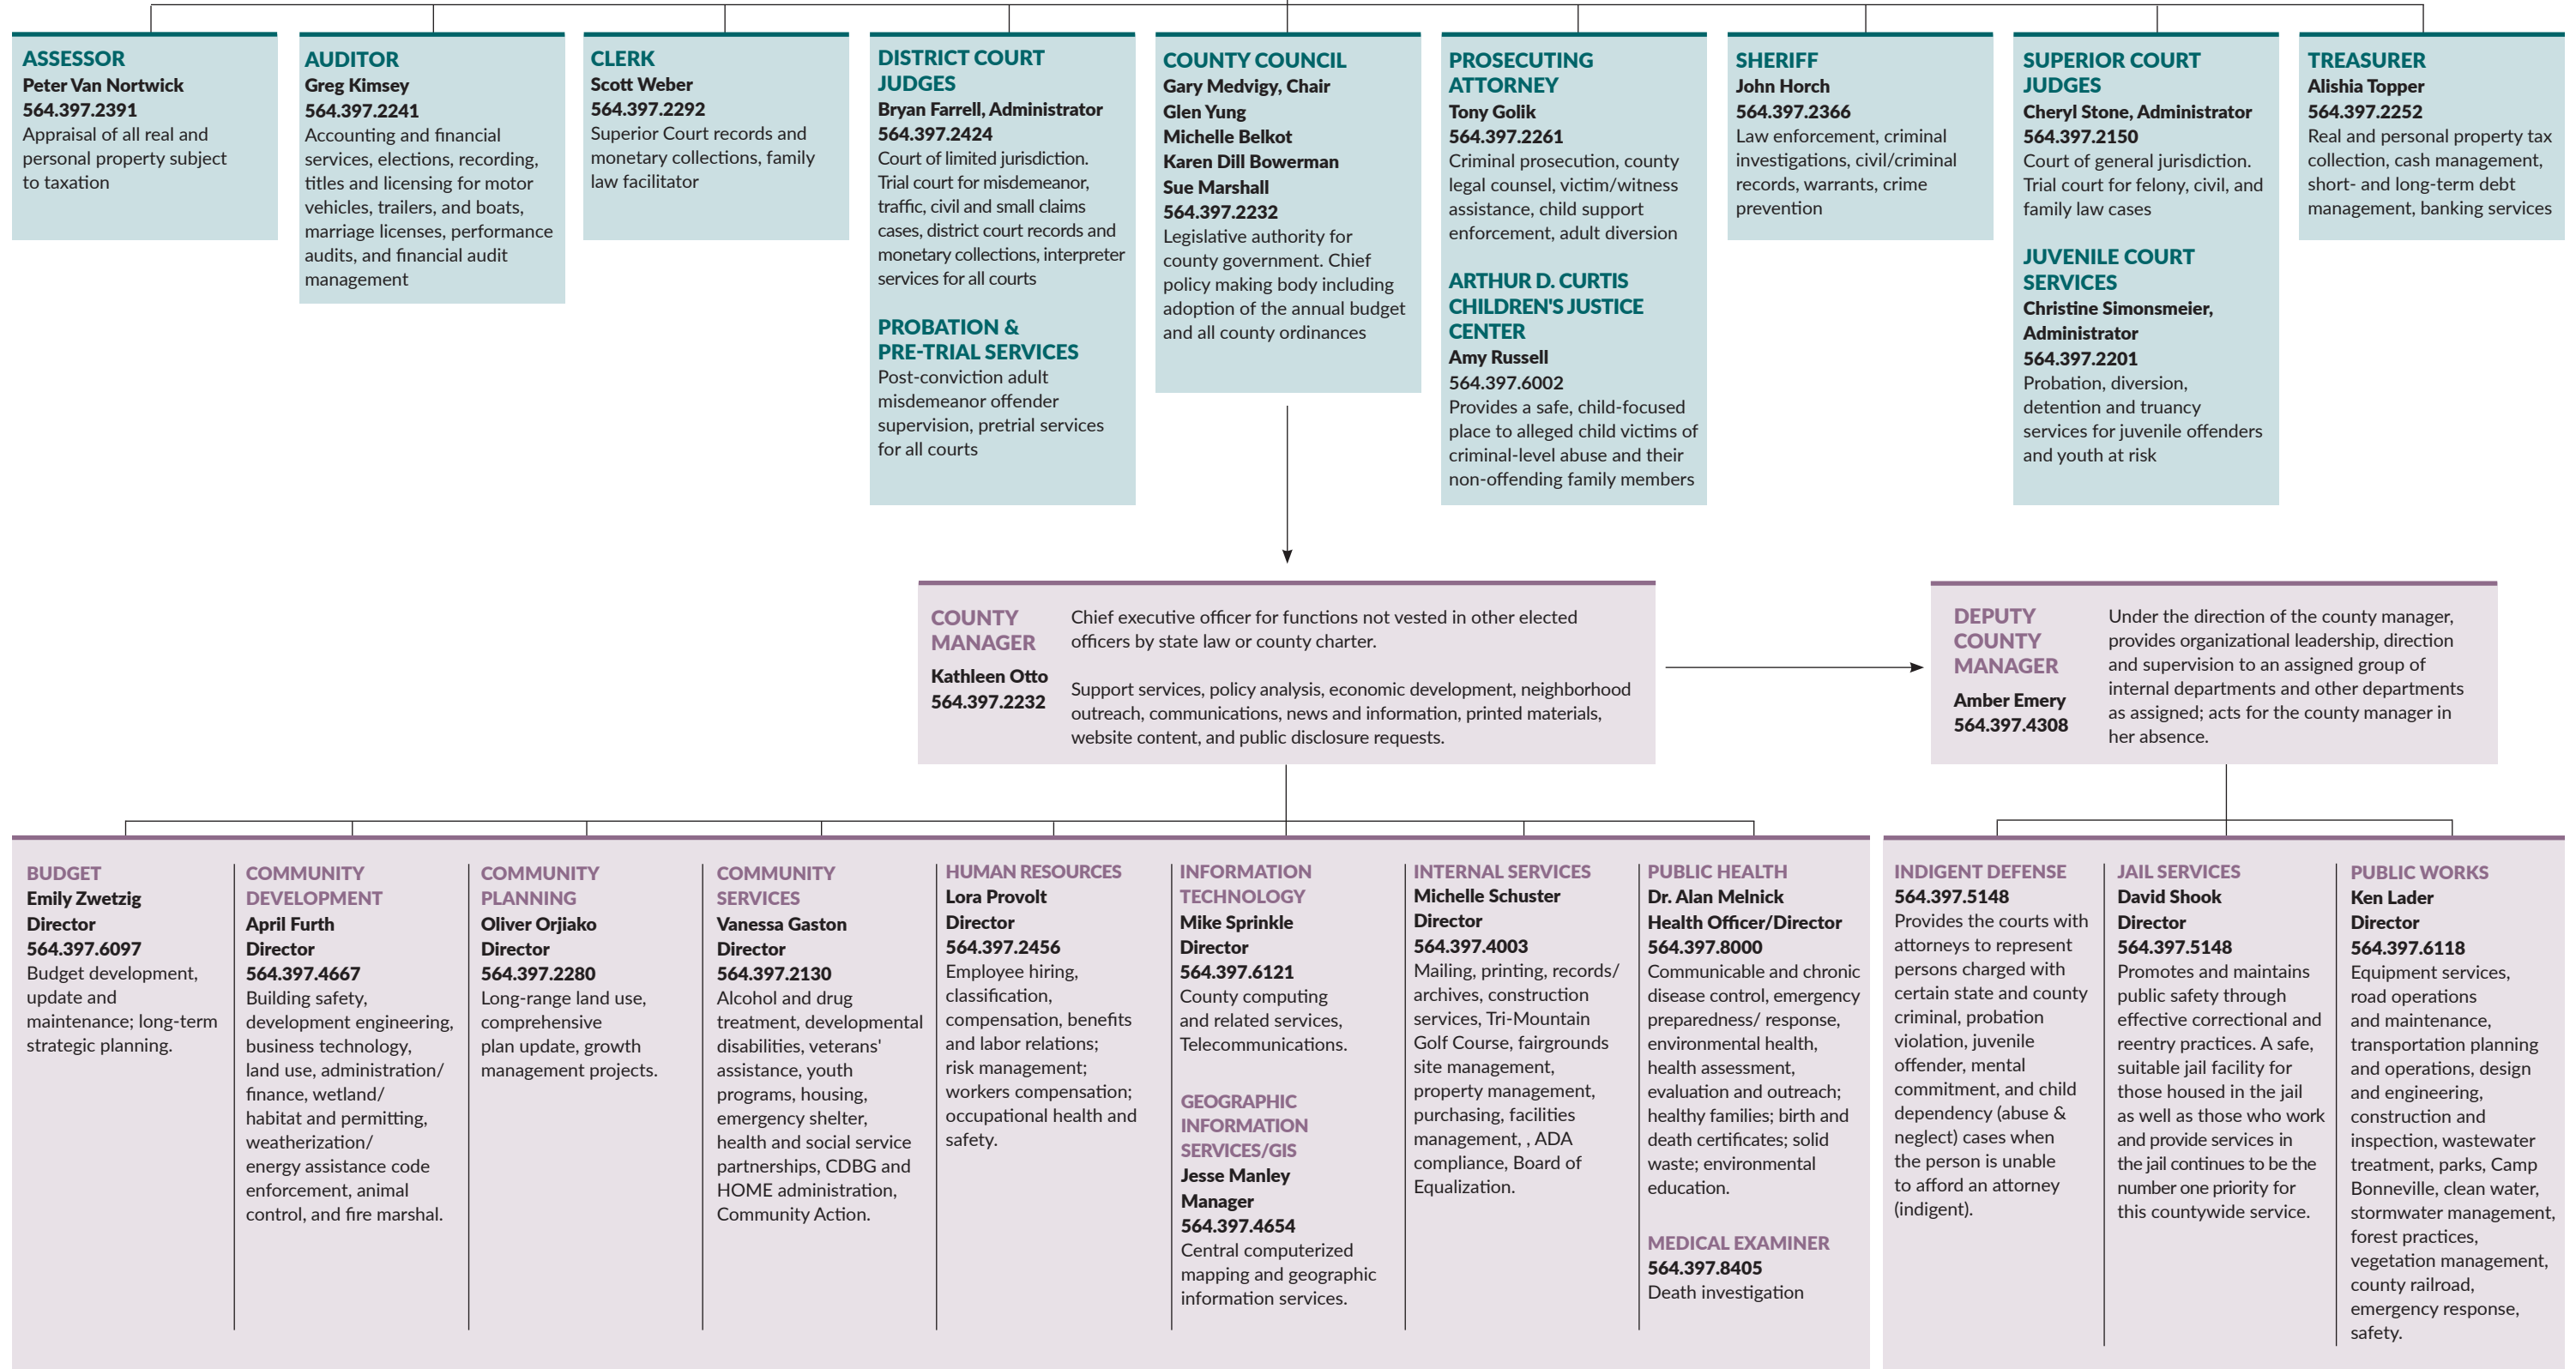 ASSESSOR
Peter Van Nortwick
564.397.2391
Appraisal of all real and
personal property subject
to taxation
AUDITOR
Greg Kimsey
564.397.2241
Accounting and financial
services, elections, recording,
titles and licensing for motor
vehicles, trailers, and boats,
marriage licenses, performance
audits, and financial audit
management
CLERK
Scott Weber
564.397.2292
Superior Court records and
monetary collections, family
law facilitator
DISTRICT COURT
JUDGES
Bryan Farrell, Administrator
564.397.2424
Court of limited jurisdiction.
Trial court for misdemeanor,
traffic, civil and small claims
cases, district court records and
monetary collections, interpreter
services for all courts
PROBATION &
PRE-TRIAL SERVICES
Post-conviction adult
misdemeanor offender
supervision, pretrial services
for all courts
COUNTY COUNCIL
Gary Medvigy, Chair
Glen Yung
Michelle Belkot
Karen Dill Bowerman
Sue Marshall
564.397.2232
Legislative authority for
county government. Chief
policy making body including
adoption of the annual budget
and all county ordinances
PROSECUTING
ATTORNEY
Tony Golik
564.397.2261
Criminal prosecution, county
legal counsel, victim/witness
assistance, child support
enforcement, adult diversion
ARTHUR D. CURTIS
CHILDREN'S JUSTICE
CENTER
Amy Russell
564.397.6002
Provides a safe, child-focused
place to alleged child victims of
criminal-level abuse and their
non-offending family members
SHERIFF
John Horch
564.397.2366
Law enforcement, criminal
investigations, civil/criminal
records, warrants, crime
prevention
SUPERIOR COURT
JUDGES
Cheryl Stone, Administrator
564.397.2150
Court of general jurisdiction.
Trial court for felony, civil, and
family law cases
JUVENILE COURT
SERVICES
Christine Simonsmeier,
Administrator
564.397.2201
Probation, diversion,
detention and truancy
services for juvenile offenders
and youth at risk
TREASURER
Alishia Topper
564.397.2252
Real and personal property tax
collection, cash management,
short- and long-term debt
management, banking services
COUNTY
MANAGER
Kathleen Otto
564.397.2232
Chief executive officer for functions not vested in other elected
officers by state law or county charter.
Support services, policy analysis, economic development, neighborhood
outreach, communications, news and information, printed materials,
website content, and public disclosure requests.
DEPUTY
COUNTY
MANAGER
Amber Emery
564.397.4308
Under the direction of the county manager,
provides organizational leadership, direction
and supervision to an assigned group of
internal departments and other departments
as assigned; acts for the county manager in
her absence.
BUDGET
Emily Zwetzig
Director
564.397.6097
Budget development,
update and
maintenance; long-term
strategic planning.
COMMUNITY
DEVELOPMENT
April Furth
Director
564.397.4667
Building safety,
development engineering,
business technology,
land use, administration/
finance, wetland/
habitat and permitting,
weatherization/
energy assistance code
enforcement, animal
control, and fire marshal.
COMMUNITY
PLANNING
Oliver Orjiako
Director
564.397.2280
Long-range land use,
comprehensive
plan update, growth
management projects.
COMMUNITY
SERVICES
Vanessa Gaston
Director
564.397.2130
Alcohol and drug
treatment, developmental
disabilities, veterans'
assistance, youth
programs, housing,
emergency shelter,
health and social service
partnerships, CDBG and
HOME administration,
Community Action.
HUMAN RESOURCES
Lora Provolt
Director
564.397.2456
Employee hiring,
classification,
compensation, benefits
and labor relations;
risk management;
workers compensation;
occupational health and
safety.
INFORMATION
TECHNOLOGY
Mike Sprinkle
Director
564.397.6121
County computing
and related services,
Telecommunications.
GEOGRAPHIC
INFORMATION
SERVICES/GIS
Jesse Manley
Manager
564.397.4654
Central computerized
mapping and geographic
information services.
INTERNAL SERVICES
Michelle Schuster
Director
564.397.4003
Mailing, printing, records/
archives, construction
services, Tri-Mountain
Golf Course, fairgrounds
site management,
property management,
purchasing, facilities
management, , ADA
compliance, Board of
Equalization.
PUBLIC HEALTH
Dr. Alan Melnick
Health Officer/Director
564.397.8000
Communicable and chronic
disease control, emergency
preparedness/ response,
environmental health,
health assessment,
evaluation and outreach;
healthy families; birth and
death certificates; solid
waste; environmental
education.
MEDICAL EXAMINER
564.397.8405
Death investigation
INDIGENT DEFENSE
564.397.5148
Provides the courts with
attorneys to represent
persons charged with
certain state and county
criminal, probation
violation, juvenile
offender, mental
commitment, and child
dependency (abuse &
neglect) cases when
the person is unable
to afford an attorney
(indigent).
JAIL SERVICES
David Shook
Director
564.397.5148
Promotes and maintains
public safety through
effective correctional and
reentry practices. A safe,
suitable jail facility for
those housed in the jail
as well as those who work
and provide services in
the jail continues to be the
number one priority for
this countywide service.
PUBLIC WORKS
Ken Lader
Director
564.397.6118
Equipment services,
road operations
and maintenance,
transportation planning
and operations, design
and engineering,
construction and
inspection, wastewater
treatment, parks, Camp
Bonneville, clean water,
stormwater management,
forest practices,
vegetation management,
county railroad,
emergency response,
safety.